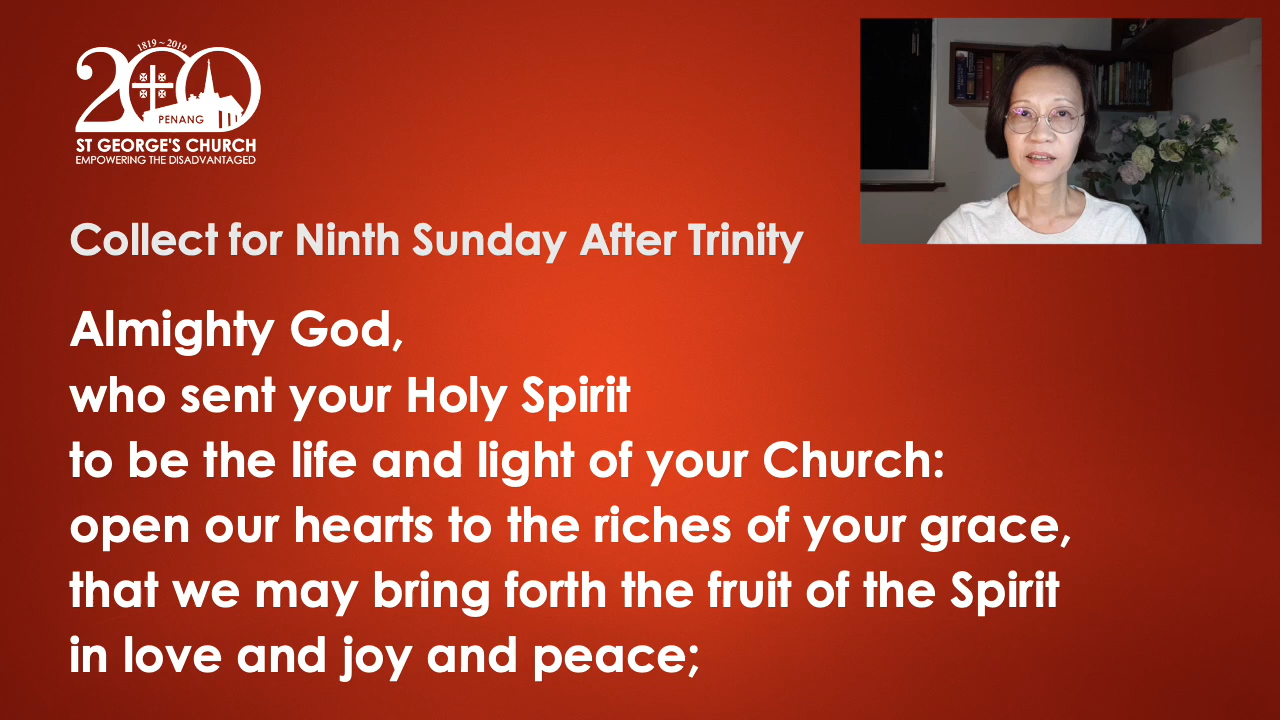 1819~2019
200
PENANG
ST GEORGE'S CHURCH
EMPOWERING THE DISADVANTAGED
Collect for Ninth Sunday After Trinity
Almighty God,
who sent your Holy Spirit
to be the life and light of your Church:
open our hearts to the riches of your grace,
that we may bring forth the fruit of the Spirit
in love and joy and peace;